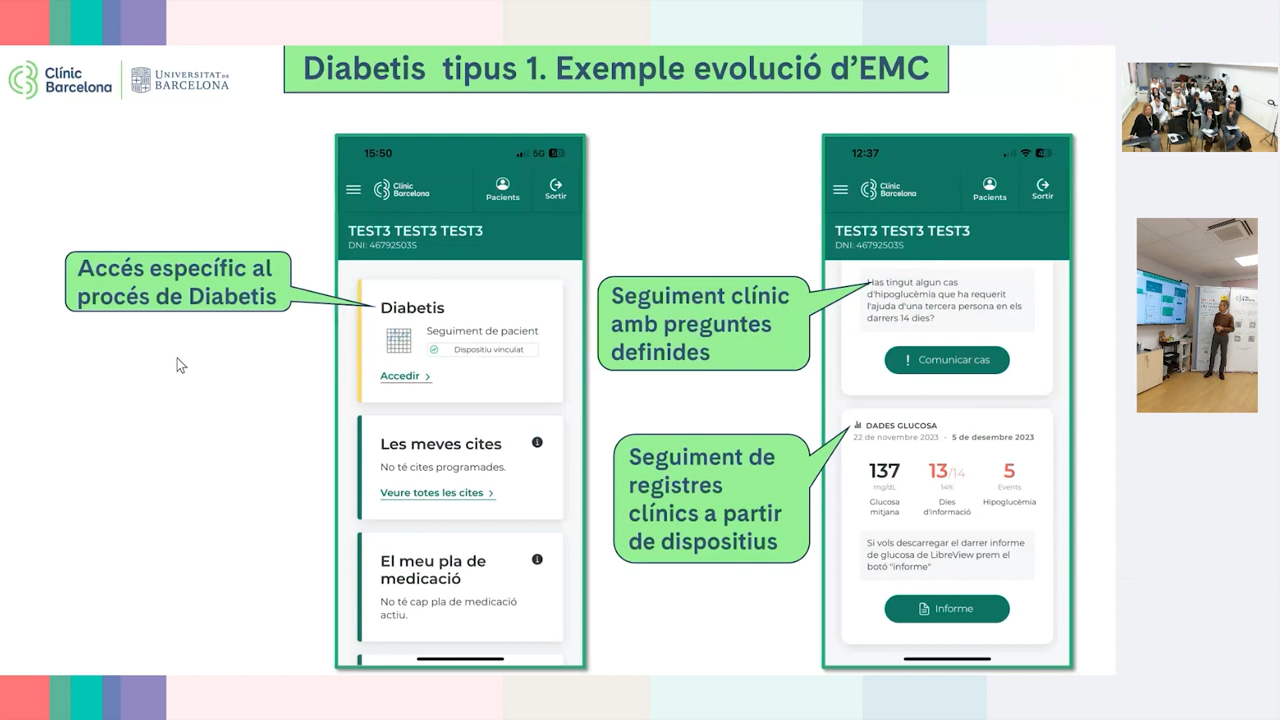 Clínic
Barcelona
UNIVERSITAT DE
BARCELONA
Diabetis tipus 1. Exemple evolució d'EMC
Accés específic al
procés de Diabetis
15:50
5G
5
Clínic
Barcelona
Pacients
Sortir
TEST3 TEST3 TEST3
DNI: 46792503S
Diabetis
Seguiment de pacient
Dispositiu vinculat
Accedir >
Les meves cites
No té cites programades.
Veure totes les cites >
El meu pla de
medicació
No té cap pla de medicació
actiu.
Seguiment clínic
amb preguntes
definides
Seguiment de
registres
clínics a partir
de dispositius
12:37
4
Clínic
Barcelona
Pacients
Sortir
TEST3 TEST3 TEST3
DNI: 46792503S
Has tingut algun cas
d'hipoglucèmia que ha requerit
l'ajuda d'una tercera persona en els
darrers 14 dies?
! Comunicar cas
DADES GLUCOSA
22 de novembre 2023 - 5 de desembre 2023
137 13/14 5
mg/dL 14% Events
Glucosa Dies Hipoglucèmia
mitjana d'informació
Si vols descarregar el darrer informe
de glucosa de LibreView prem el
botó "informe"
Informe